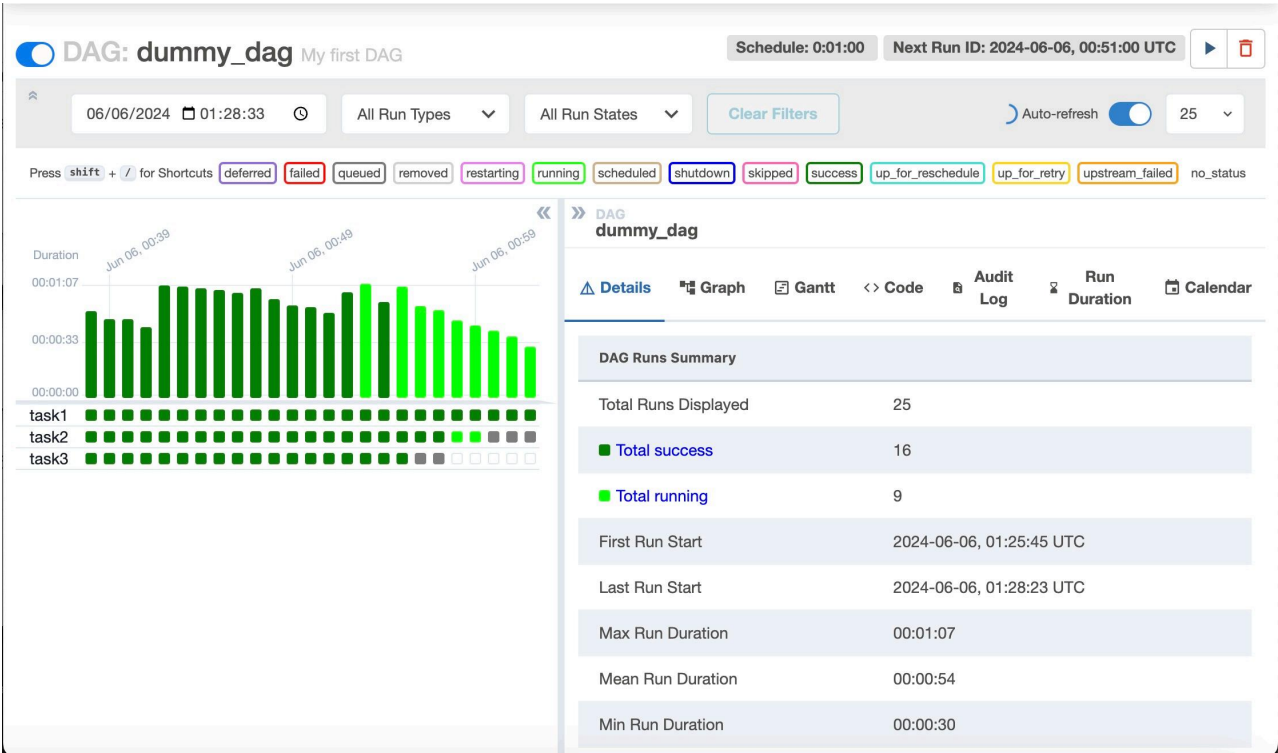 DAG: dummy_dag My first DAG
Schedule: 0:01:00 Next Run ID: 2024-06-06, 00:51:00 UTC
06/06/2024 01:28:33 All Run Types All Run States Clear Filters Auto-refresh 25
Press shift + / for Shortcuts deferred failed queued removed restarting running scheduled shutdown skipped success up_for_reschedule up_for_retry upstream_failed no_status
Duration
Jun 06, 00:39
Jun 06, 00:49
Jun 06, 00:59
00:01:07
00:00:33
00:00:00
task1
task2
task3
DAG
dummy_dag
Details Graph Gantt Code Audit Log Run Duration Calendar
DAG Runs Summary
Total Runs Displayed 25
Total success 16
Total running 9
First Run Start 2024-06-06, 01:25:45 UTC
Last Run Start 2024-06-06, 01:28:23 UTC
Max Run Duration 00:01:07
Mean Run Duration 00:00:54
Min Run Duration 00:00:30